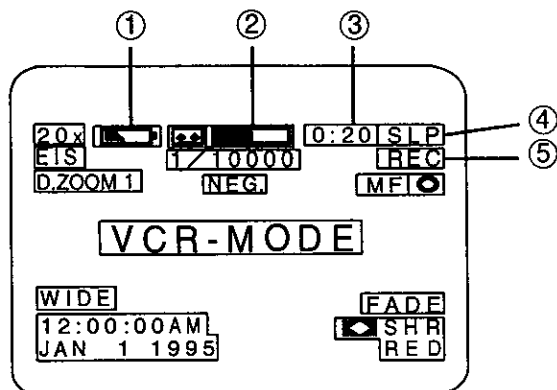 ① ② ③
④
⑤
20x 0:20 SLP
EIS 1/10000 REC
D.ZOOM 1 NEG. MF
VCR-MODE
WIDE FADE
12:00:00AM SHR
JAN 1 1995 RED